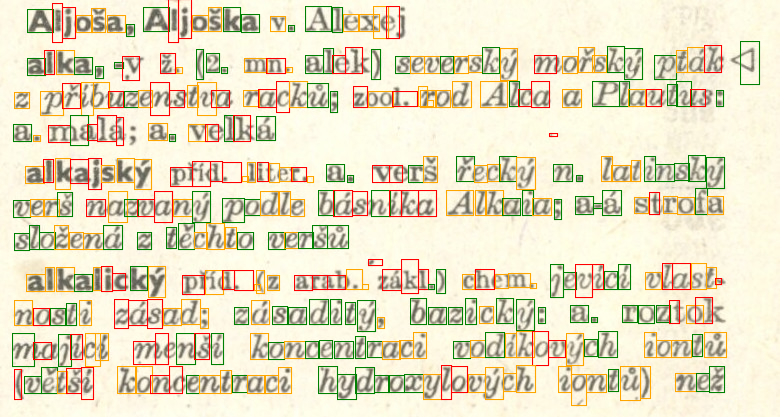 Aljoša, Aljoška v. Alexej
alka, -y ž. (2. mn. alek) severský mořský pták ◁
z příbuzenstva racků; zool. rod Alca a Plautus:
a. malá; a. velká
alkajský příd. liter. a. verš řecký n. latinský
verš nazvaný podle básníka Alkaia; a-á strofa
složená z těchto veršů
alkalický příd. (z arab. zákl.) chem. jevící vlast-
nosti zásad; zásaditý, bazický: a. roztok
mající menší koncentraci vodíkových iontů
(větší koncentraci hydroxylových iontů) než